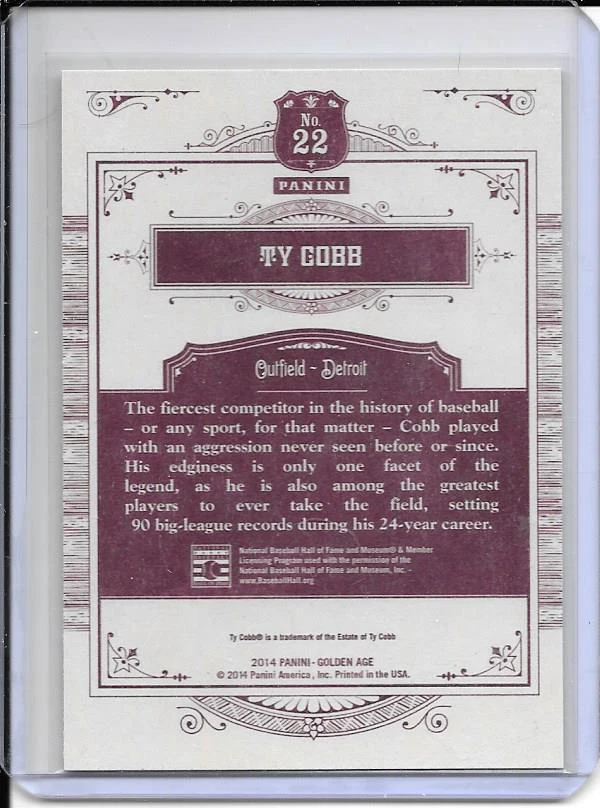 No.
22
PANINI
TY COBB
Outfield - Detroit
The fiercest competitor in the history of baseball
– or any sport, for that matter – Cobb played
with an aggression never seen before or since.
His edginess is only one facet of the
legend, as he is also among the greatest
players to ever take the field, setting
90 big-league records during his 24-year career.
National Baseball Hall of Fame and Museum® & Member
Licensing Program used with the permission of the
National Baseball Hall of Fame and Museum, Inc. -
www.BaseballHall.org
Ty Cobb® is a trademark of the Estate of Ty Cobb
2014 PANINI - GOLDEN AGE
© 2014 Panini America, Inc. Printed in the USA.